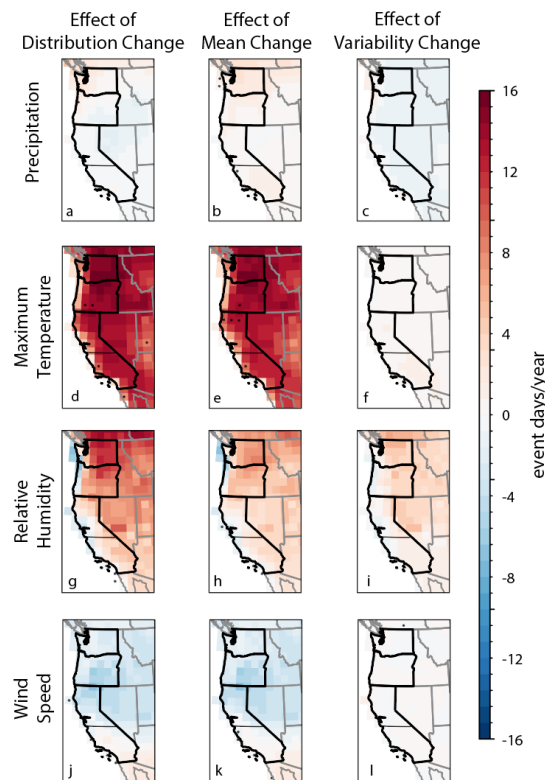 Effect of
Distribution Change
Effect of
Mean Change
Effect of
Variability Change
Precipitation
a
b
c
Maximum
Temperature
d
e
f
Relative
Humidity
g
h
i
Wind
Speed
j
k
l
16
12
8
4
0
-4
-8
-12
-16
event days/year